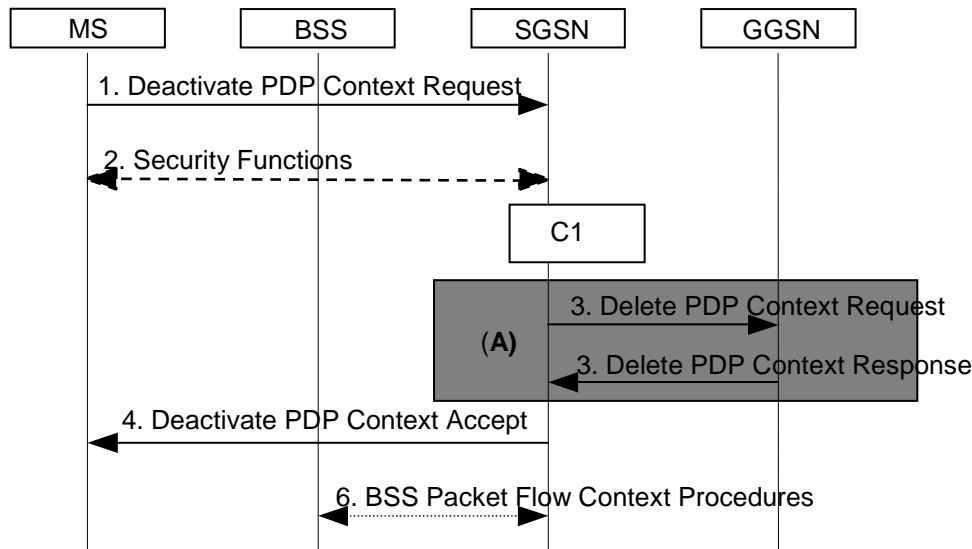 MS
BSS
SGSN
GGSN
1. Deactivate PDP Context Request
2. Security Functions
C1
3. Delete PDP Context Request
(A)
3. Delete PDP Context Response
4. Deactivate PDP Context Accept
6. BSS Packet Flow Context Procedures